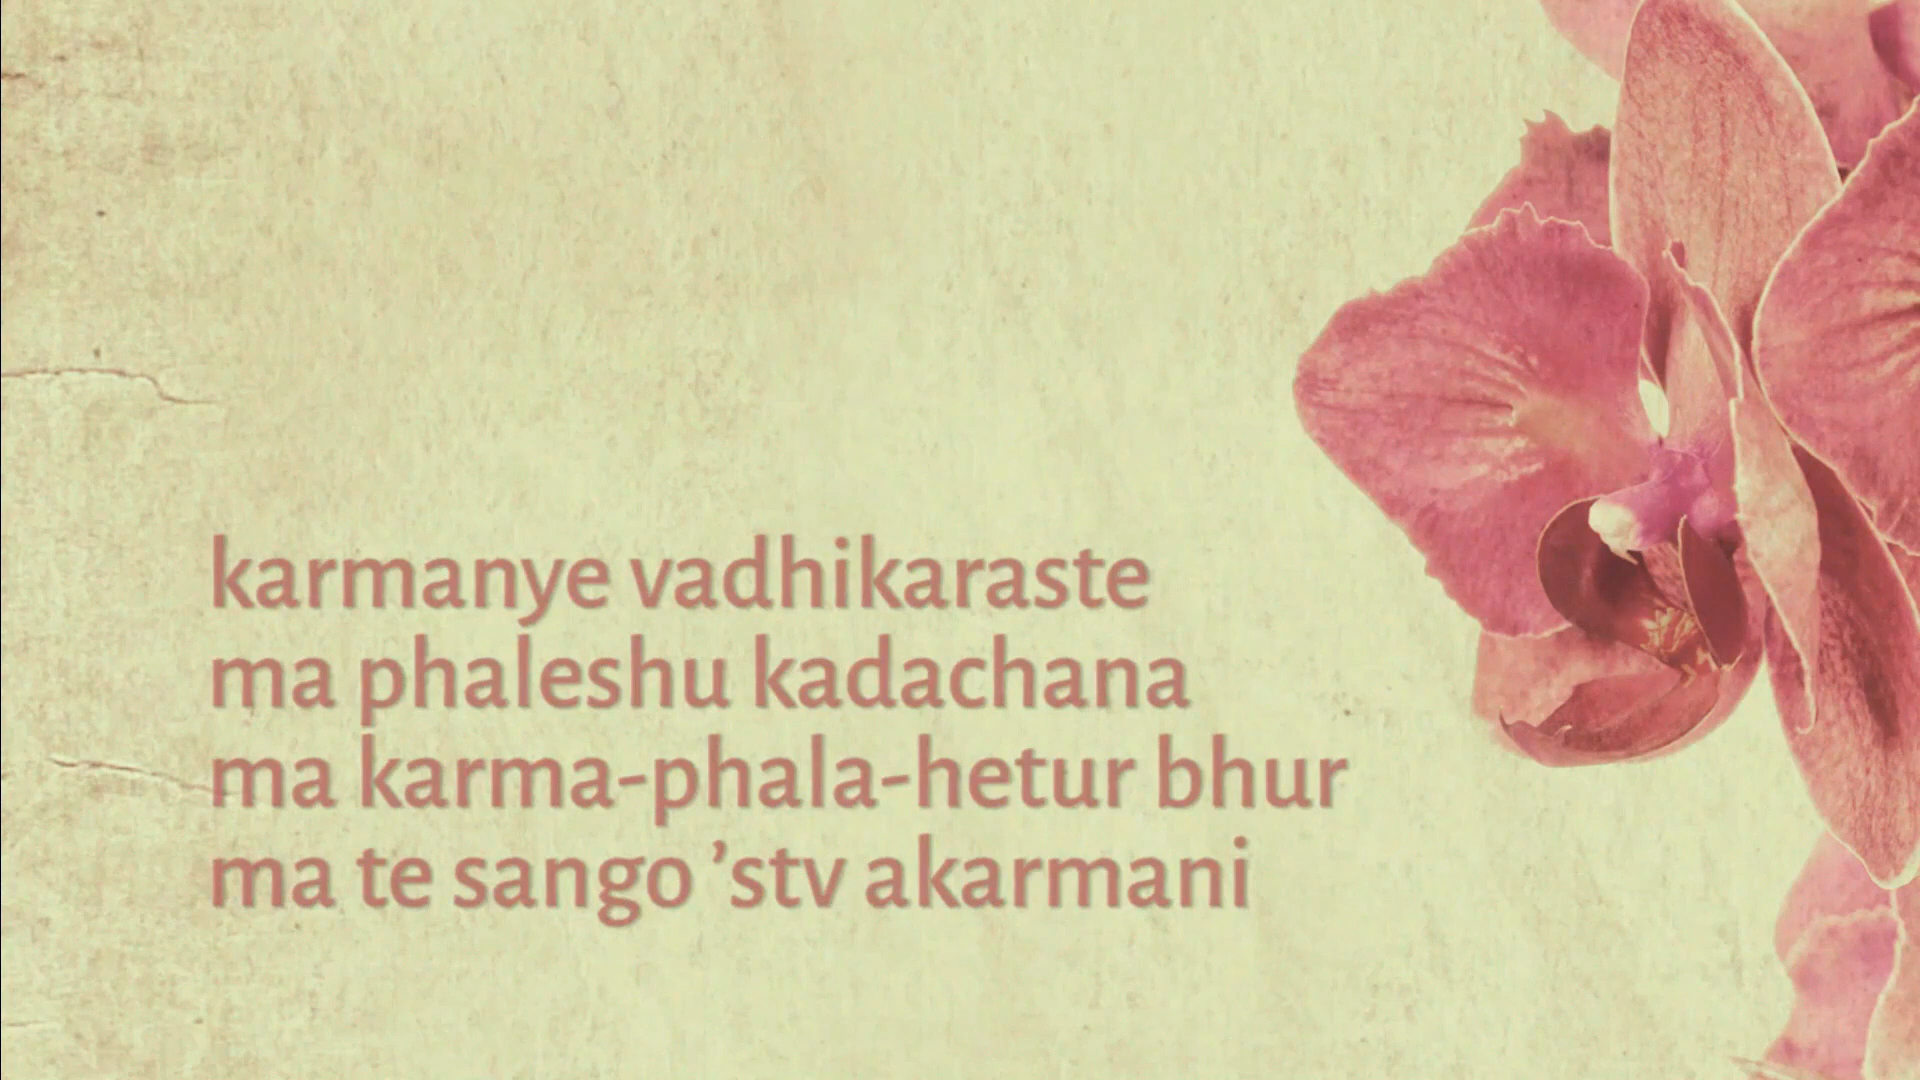 karmanye vadhikaraste
ma phaleshu kadachana
ma karma-phala-hetur bhur
ma te sango ’stv akarmani